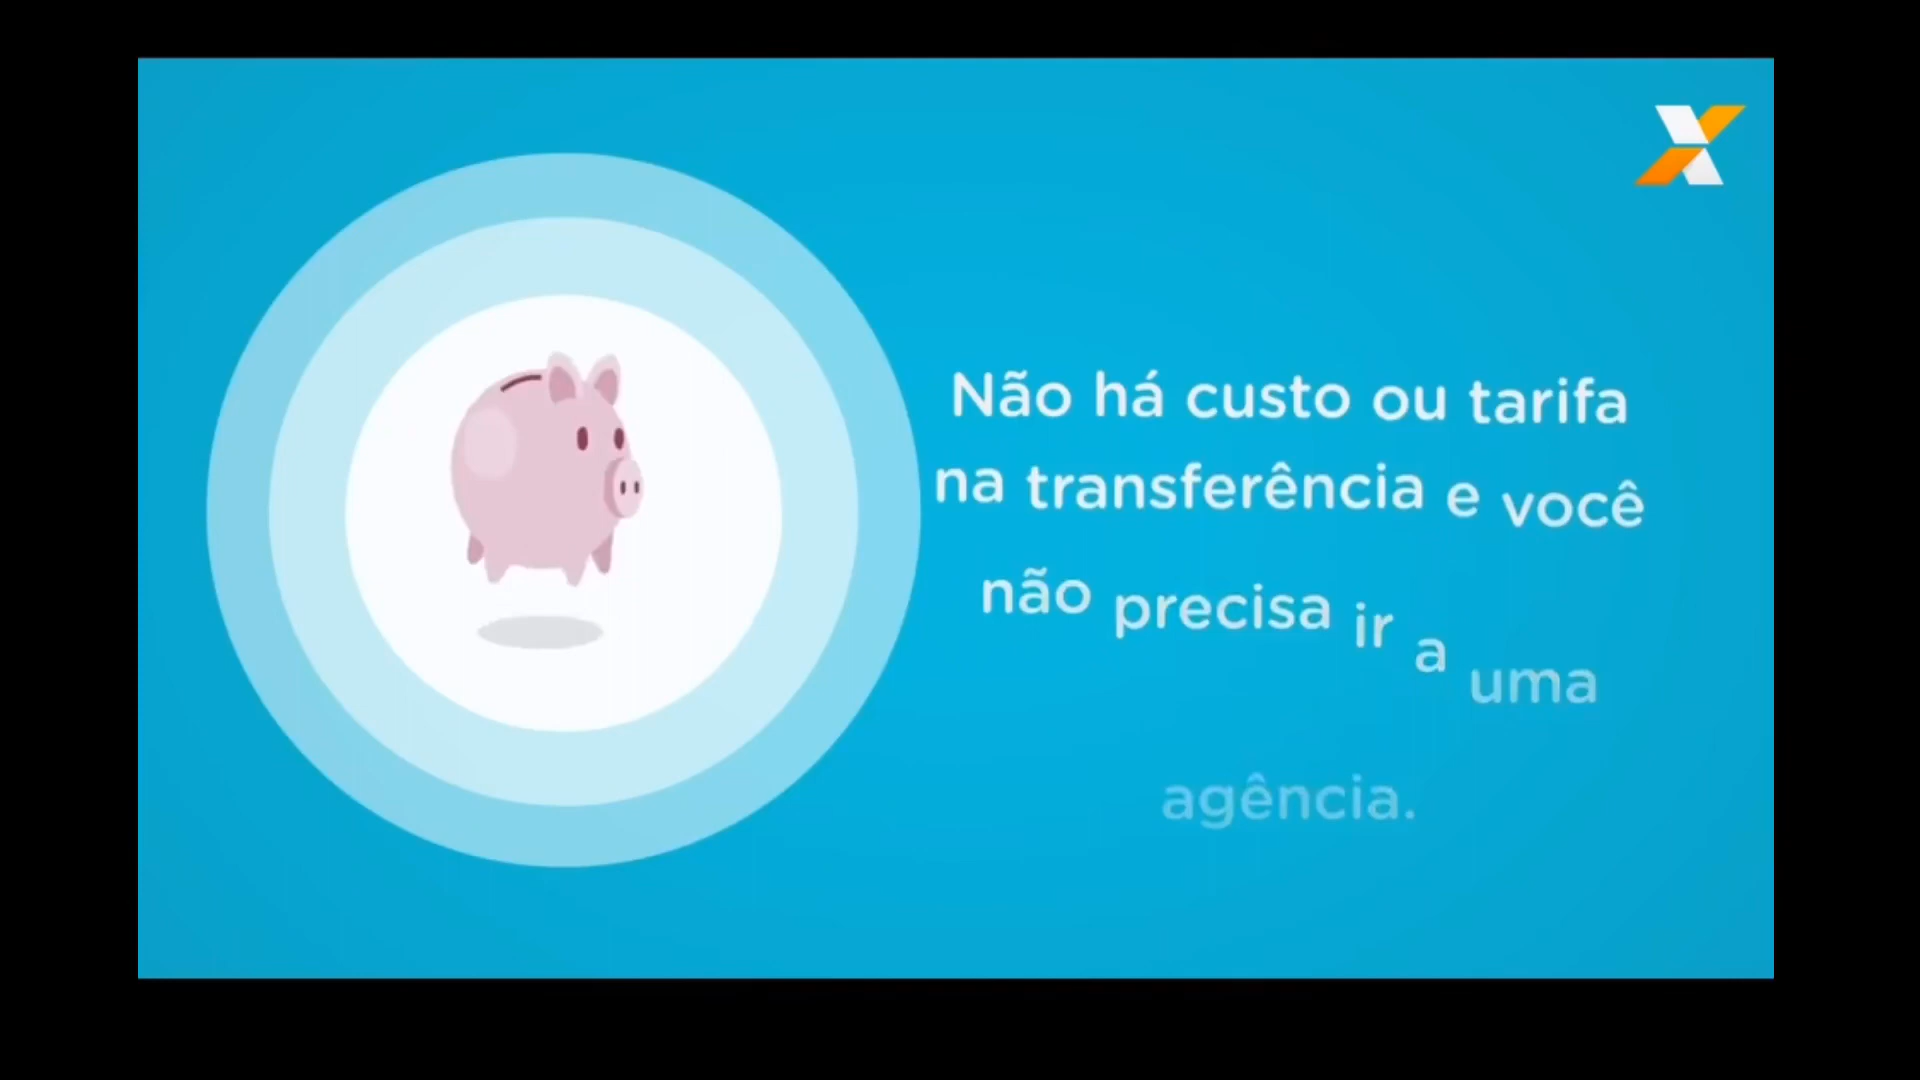 Não há custo ou tarifa
na transferência e você
não precisa ir a uma
agência.